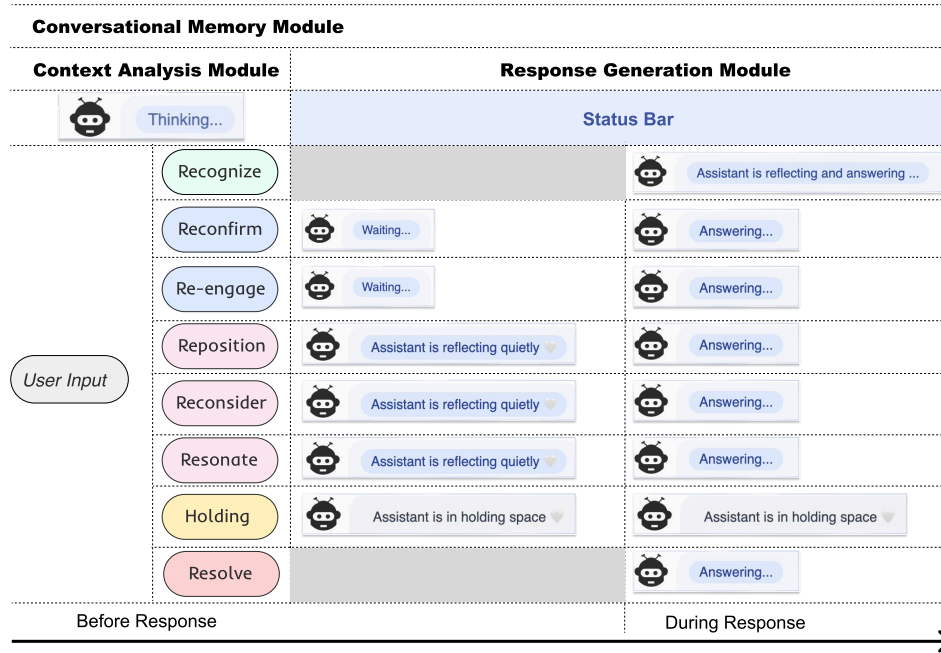 Conversational Memory Module
Context Analysis Module
Response Generation Module
Thinking...
Status Bar
Recognize
Assistant is reflecting and answering ...
Reconfirm
Waiting...
Answering...
Re-engage
Waiting...
Answering...
Reposition
Assistant is reflecting quietly 🤍
Answering...
User Input
Reconsider
Assistant is reflecting quietly 🤍
Answering...
Resonate
Assistant is reflecting quietly 🤍
Answering...
Holding
Assistant is in holding space 🤍
Assistant is in holding space 🤍
Resolve
Answering...
Before Response
During Response